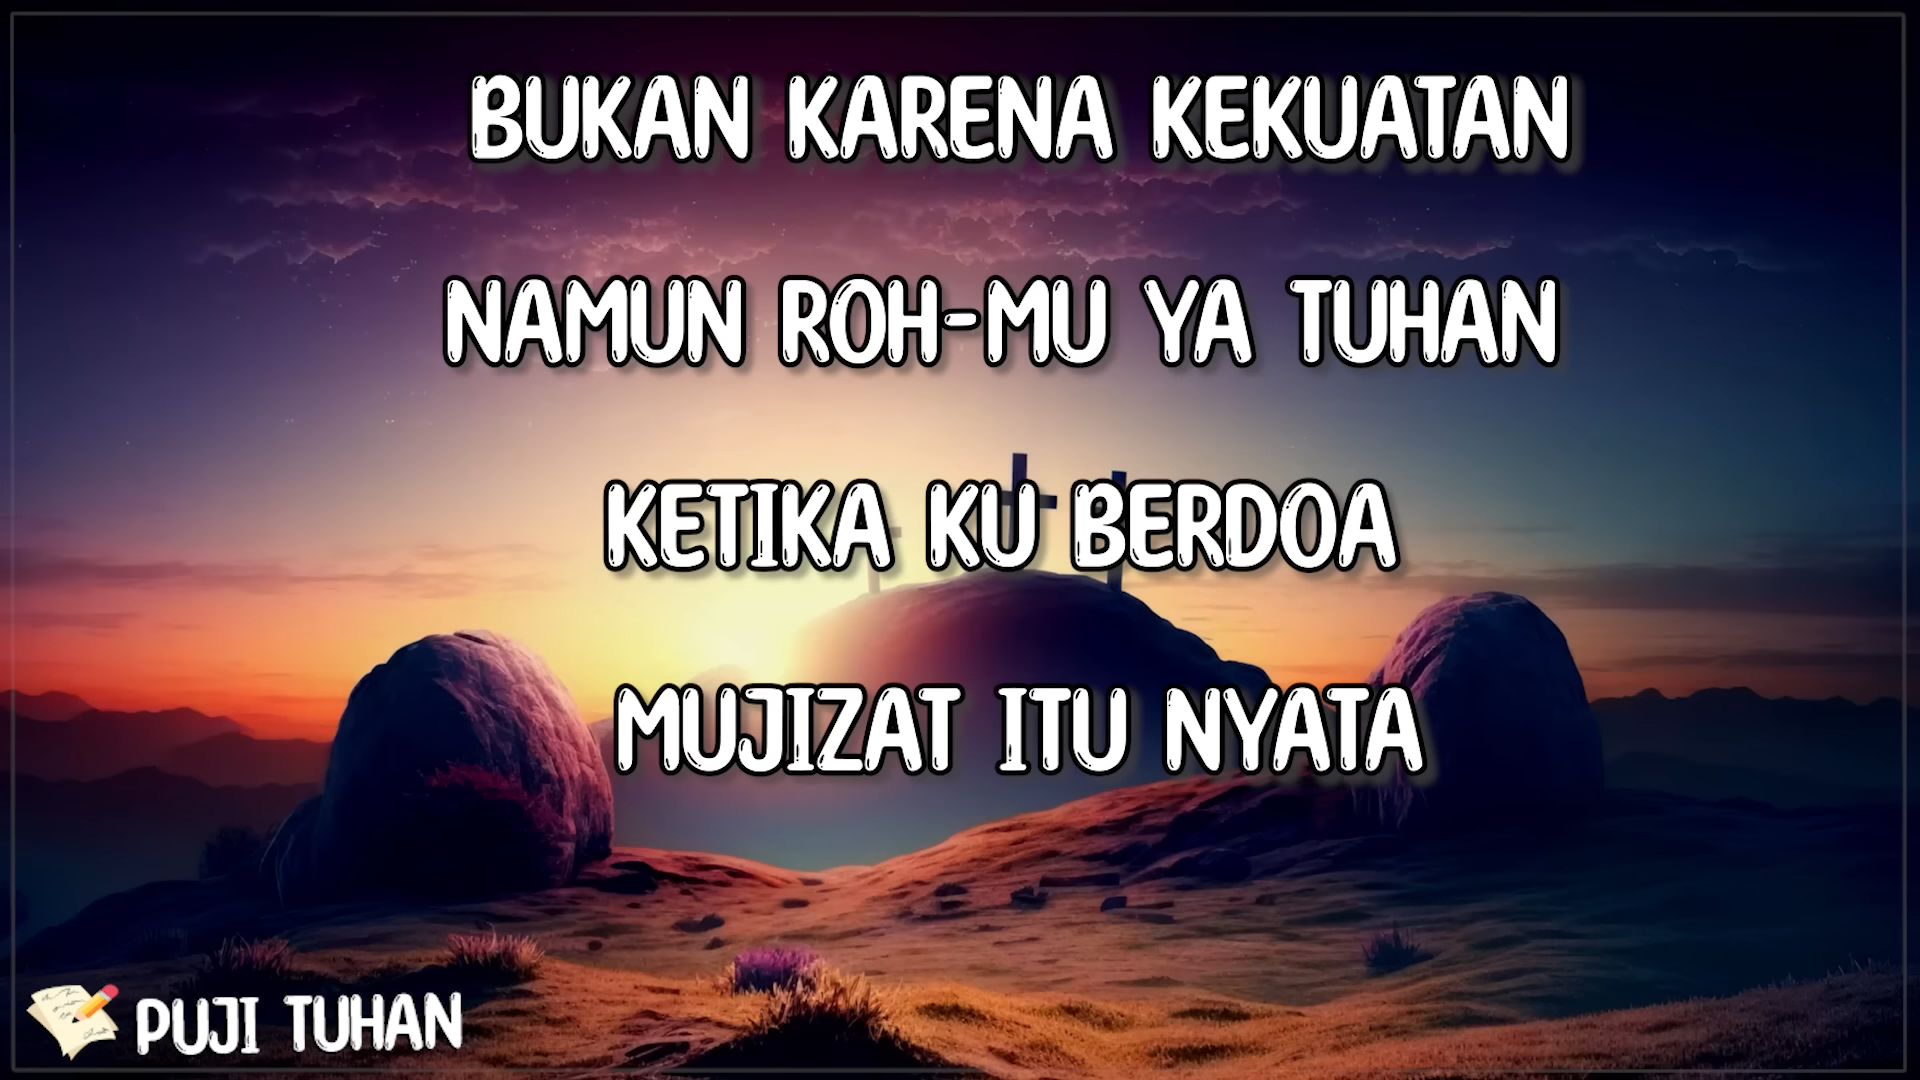 BUKAN KARENA KEKUATAN
NAMUN ROH-MU YA TUHAN
KETIKA KU BERDOA
MUJIZAT ITU NYATA
PUJI TUHAN